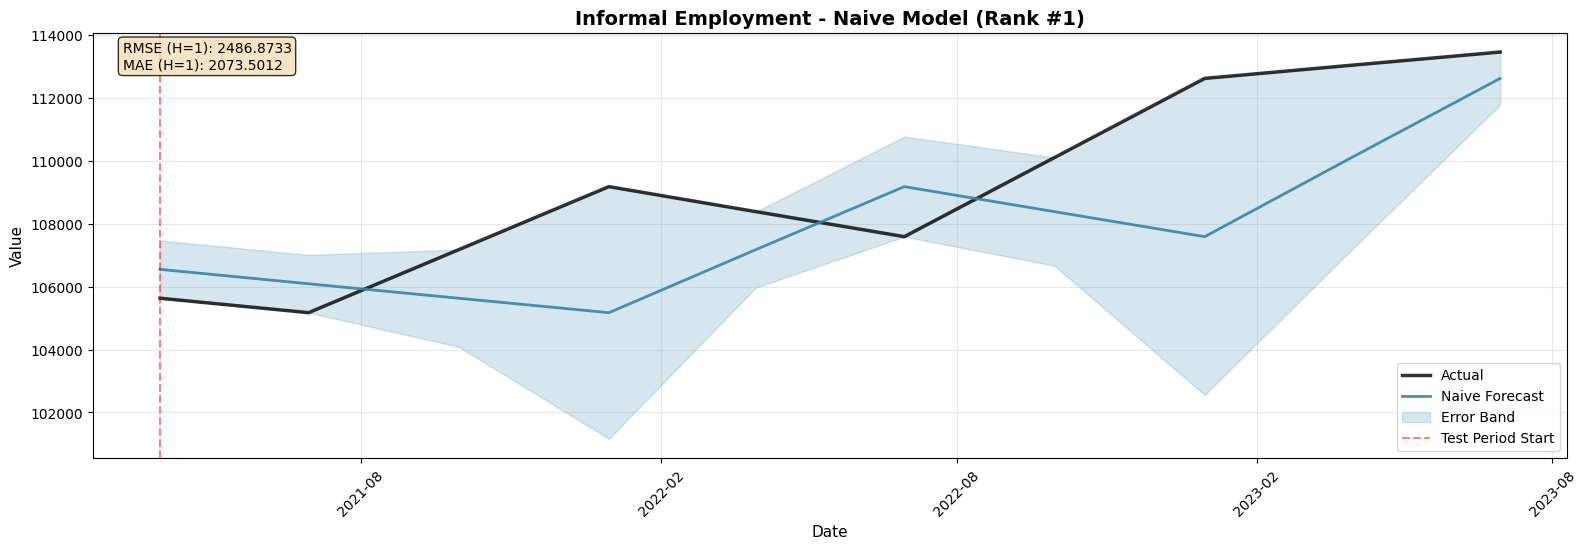 Informal Employment - Naive Model (Rank #1)
RMSE (H=1): 2486.8733
MAE (H=1): 2073.5012
Value
114000
112000
110000
108000
106000
104000
102000
Actual
Naive Forecast
Error Band
Test Period Start
2021-08
2022-02
2022-08
2023-02
2023-08
Date